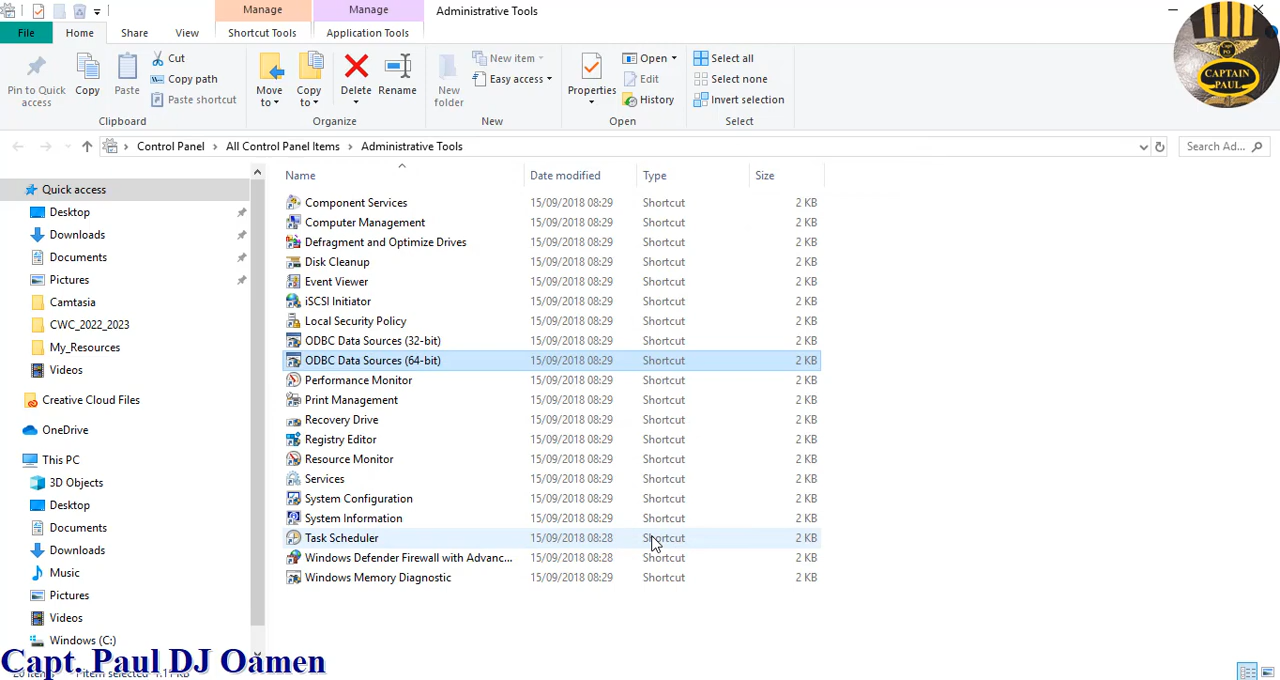 Manage
Manage
Administrative Tools
File
Home
Share
View
Shortcut Tools
Application Tools
Pin to Quick access
Copy
Paste
Cut
Copy path
Paste shortcut
Clipboard
Move to
Copy to
Delete
Rename
Organize
New folder
New item
Easy access
New
Properties
Open
Edit
History
Open
Select all
Select none
Invert selection
Select
CAPTAIN
PAUL
Control Panel > All Control Panel Items > Administrative Tools
Search Ad...
Name Date modified Type Size
Quick access
Desktop
Downloads
Documents
Pictures
Camtasia
CWC_2022_2023
My_Resources
Videos
Creative Cloud Files
OneDrive
This PC
3D Objects
Desktop
Documents
Downloads
Music
Pictures
Videos
Windows (C:)
Component Services 15/09/2018 08:29 Shortcut 2 KB
Computer Management 15/09/2018 08:29 Shortcut 2 KB
Defragment and Optimize Drives 15/09/2018 08:29 Shortcut 2 KB
Disk Cleanup 15/09/2018 08:29 Shortcut 2 KB
Event Viewer 15/09/2018 08:29 Shortcut 2 KB
iSCSI Initiator 15/09/2018 08:29 Shortcut 2 KB
Local Security Policy 15/09/2018 08:29 Shortcut 2 KB
ODBC Data Sources (32-bit) 15/09/2018 08:29 Shortcut 2 KB
ODBC Data Sources (64-bit) 15/09/2018 08:29 Shortcut 2 KB
Performance Monitor 15/09/2018 08:29 Shortcut 2 KB
Print Management 15/09/2018 08:29 Shortcut 2 KB
Recovery Drive 15/09/2018 08:29 Shortcut 2 KB
Registry Editor 15/09/2018 08:29 Shortcut 2 KB
Resource Monitor 15/09/2018 08:29 Shortcut 2 KB
Services 15/09/2018 08:29 Shortcut 2 KB
System Configuration 15/09/2018 08:29 Shortcut 2 KB
System Information 15/09/2018 08:29 Shortcut 2 KB
Task Scheduler 15/09/2018 08:28 Shortcut 2 KB
Windows Defender Firewall with Advanc... 15/09/2018 08:28 Shortcut 2 KB
Windows Memory Diagnostic 15/09/2018 08:29 Shortcut 2 KB
Capt. Paul DJ Oamen